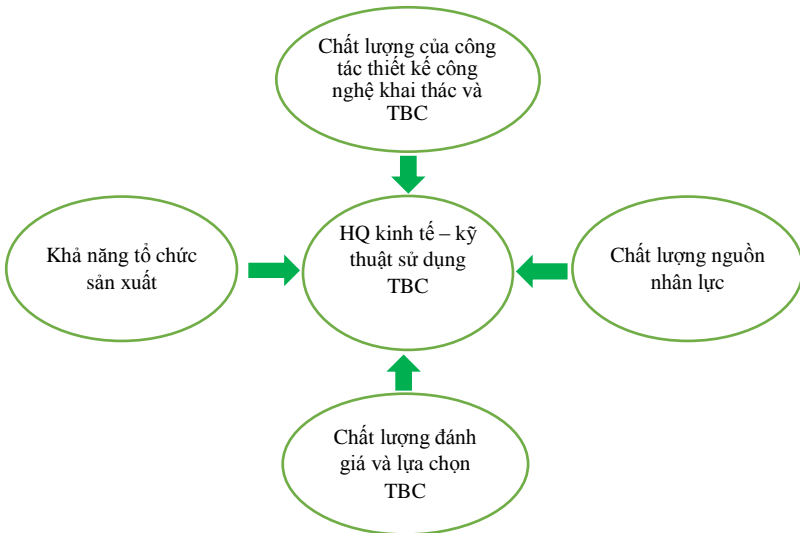 Chất lượng của công
tác thiết kế công
nghệ khai thác và
TBC
Khả năng tổ chức
sản xuất
HQ kinh tế – kỹ
thuật sử dụng
TBC
Chất lượng nguồn
nhân lực
Chất lượng đánh
giá và lựa chọn
TBC